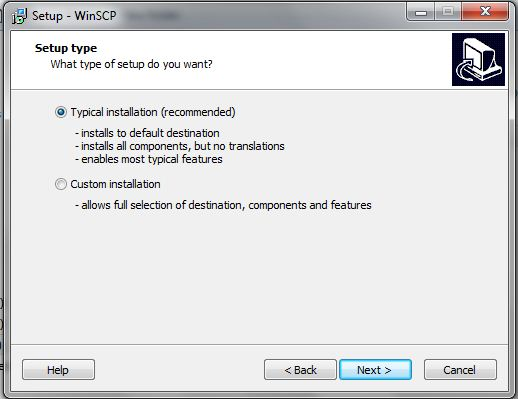 Setup - WinSCP
Setup type
What type of setup do you want?
Typical installation (recommended)
- installs to default destination
- installs all components, but no translations
- enables most typical features
Custom installation
- allows full selection of destination, components and features
Help
< Back
Next >
Cancel